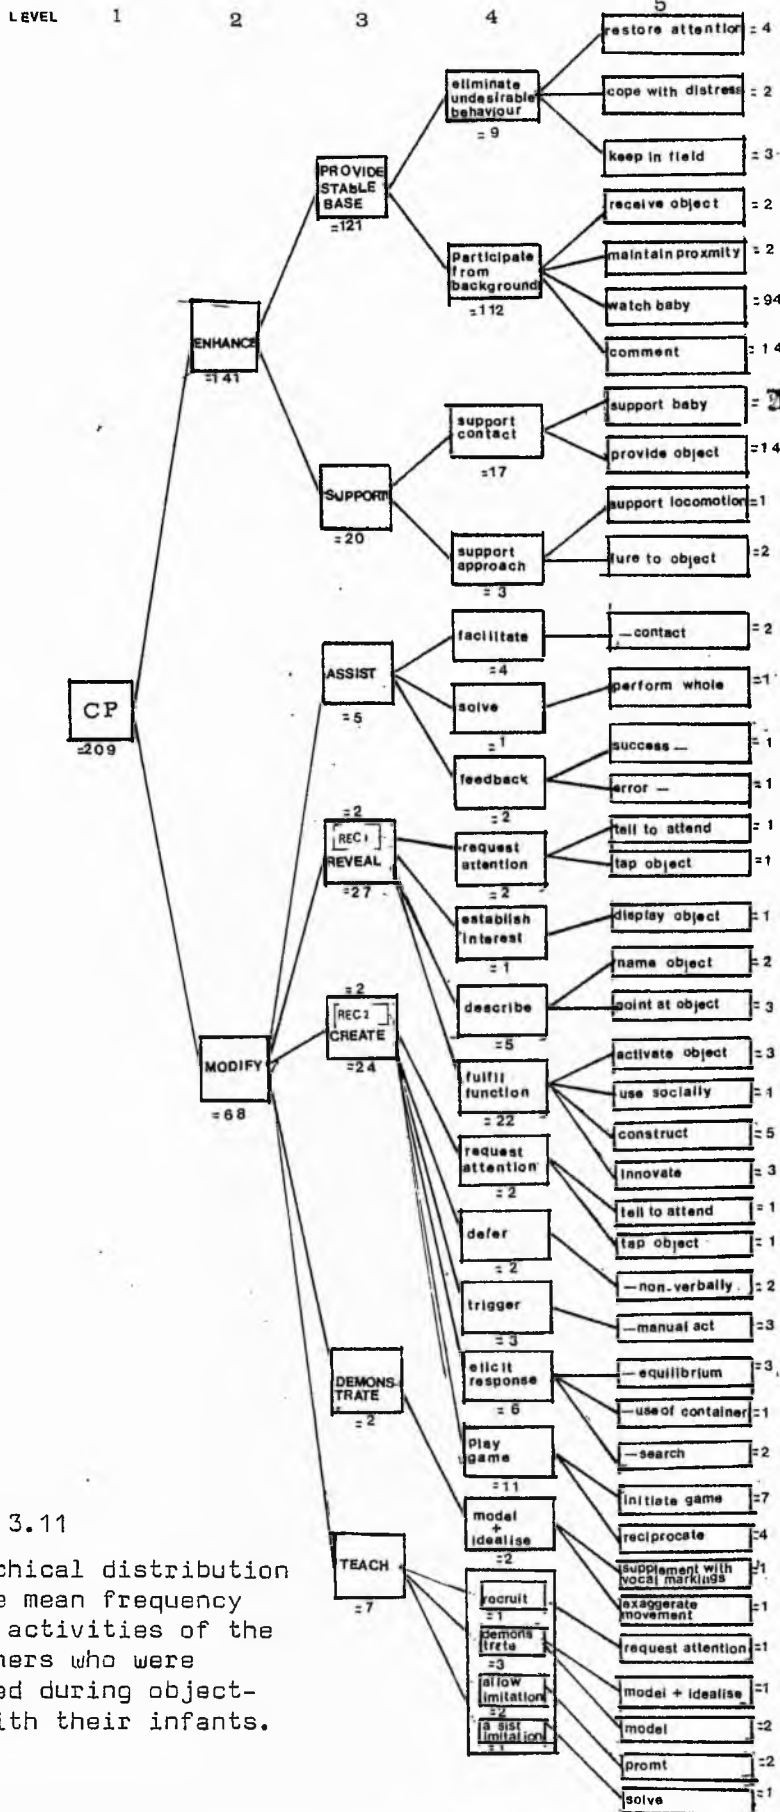 LEVEL 1 2 3 4 5
restore attention = 4
eliminate
undesirable
behaviour
= 9
cope with distress = 2
keep in field = 3
PROVIDE
STABLE
BASE
=121
receive object = 2
Participate
from
background
=112
maintain proxmity = 2
watch baby =94
comment = 14
ENHANCE
=141
support baby =
support
contact
=17
provide object =14
SUPPORT
=20
support locomotion =1
support
approach
= 3
lure to object =2
facilitate
=4
—contact = 2
ASSIST
=5
solve
=1
perform whole =1
CP
=209
success — = 1
feedback
=2
error — = 1
=2
[REC1]
REVEAL
=27
request
attention
=2
tell to attend = 1
tap object =1
establish
interest
=1
display object = 1
name object = 2
describe
=5
point at object = 3
=2
[REC2]
CREATE
=24
activate object = 3
fulfil
function
=22
use socially = 1
construct = 5
innovate = 3
MODIFY
=68
request
attention
=2
tell to attend = 1
tap object = 1
defer
= 2
—non-verbally. = 2
trigger
=3
—manual act =3
elicit
response
=6
—equilibrium =3
—use of container =1
—search =2
DEMONS
TRATE
=2
Play
game
=11
initiate game =7
reciprocate =4
model
+
idealise
=2
supplement with
vocal markings =1
exaggerate
movement =1
TEACH
=7
recruit
=1
request attention =1
demons
trate
=3
model + idealise =1
model =2
allow
imitation
=2
promt =2
a sist
imitation
=1
solve =1
3.11
chical distribution
e mean frequency
activities of the
hers who were
ed during object-
ith their infants.